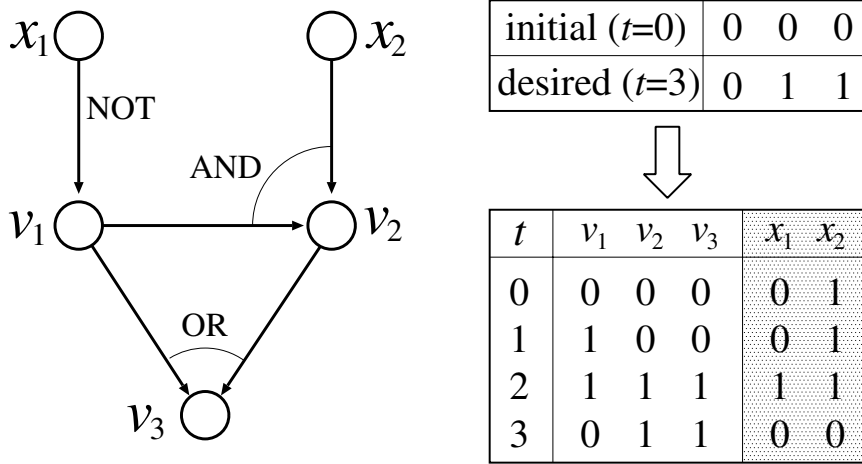 x1 x2
NOT
AND
v1 v2
OR
v3
initial (t=0) 0 0 0
desired (t=3) 0 1 1
t v1 v2 v3 x1 x2
0 0 0 0 0 1
1 1 0 0 0 1
2 1 1 1 1 1
3 0 1 1 0 0